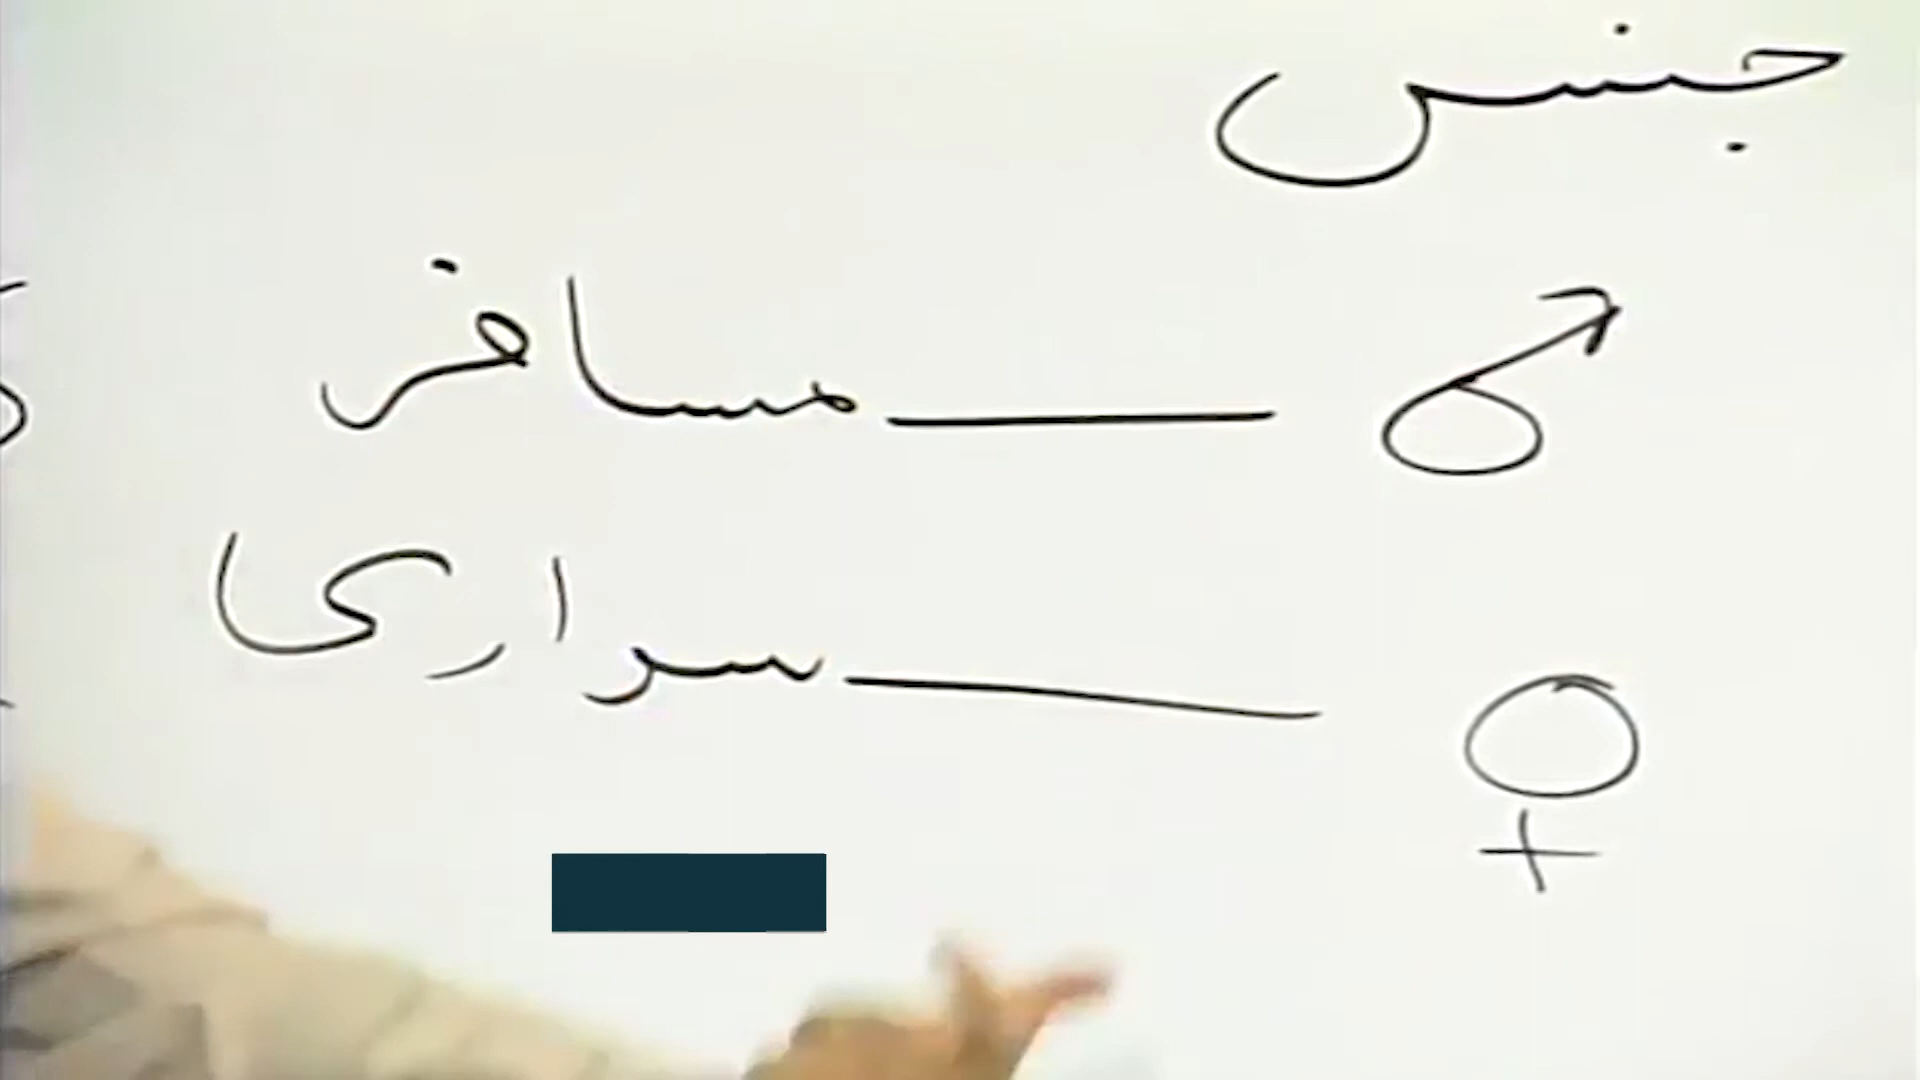 جنس
♂ — مسافر
♀ — سراری